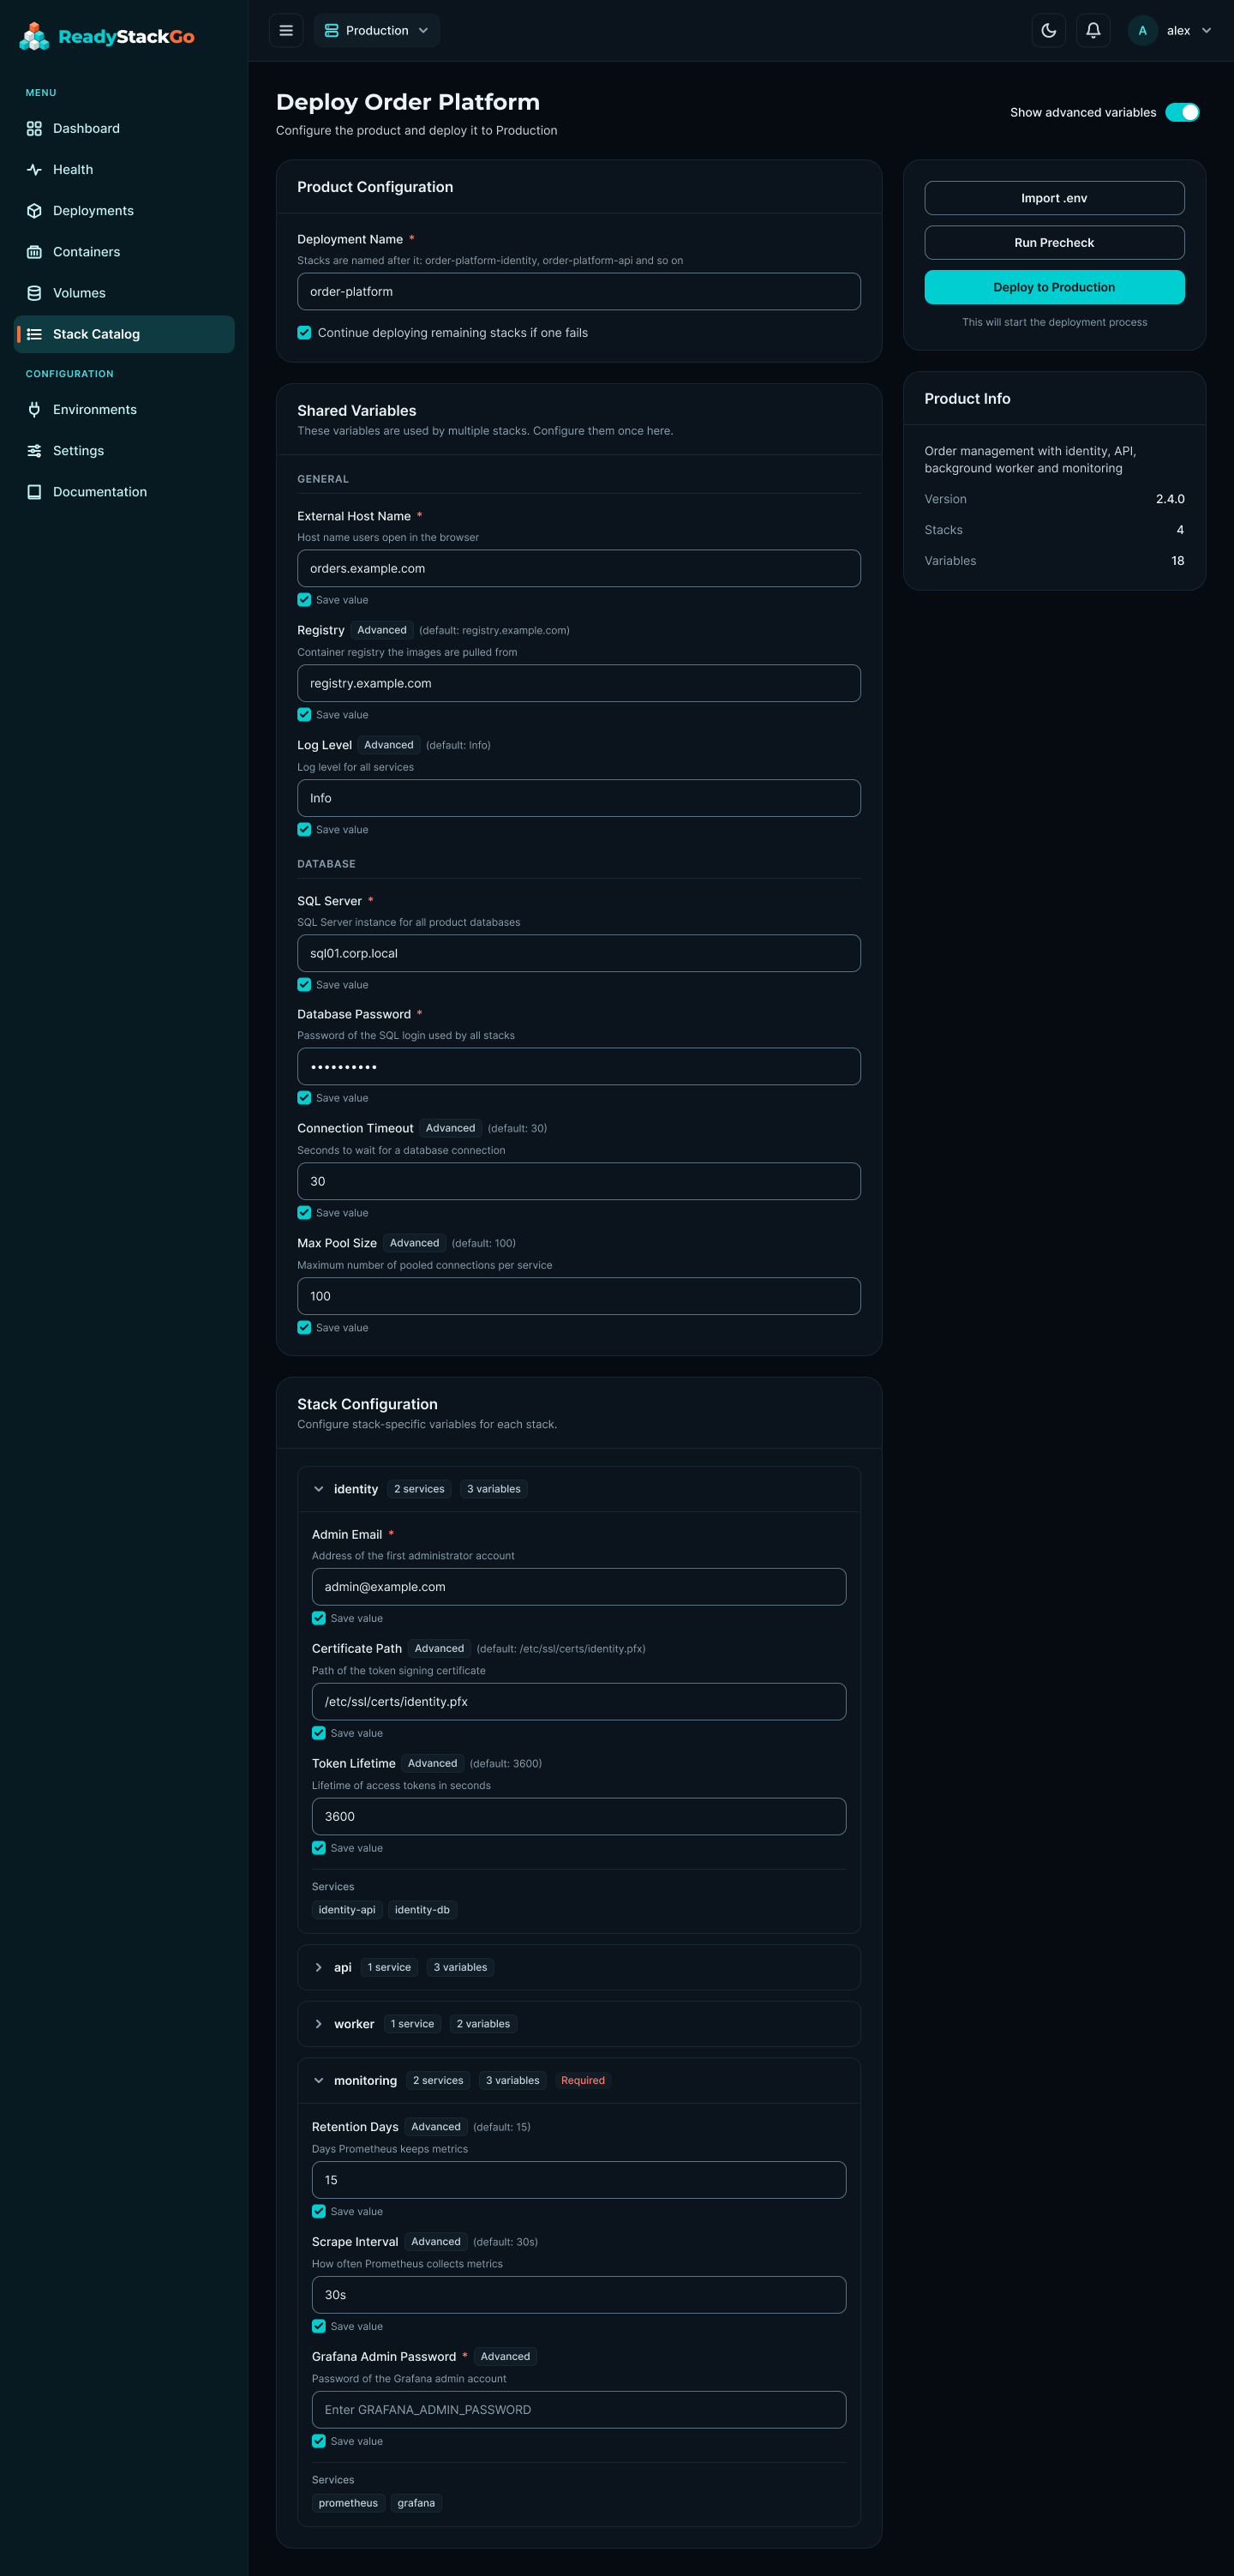 ReadyStackGo
MENU
Dashboard
Health
Deployments
Containers
Volumes
Stack Catalog
CONFIGURATION
Environments
Settings
Documentation
Production
A
alex
Deploy Order Platform
Configure the product and deploy it to Production
Show advanced variables
Product Configuration
Deployment Name *
Stacks are named after it: order-platform-identity, order-platform-api and so on
order-platform
Continue deploying remaining stacks if one fails
Shared Variables
These variables are used by multiple stacks. Configure them once here.
GENERAL
External Host Name *
Host name users open in the browser
orders.example.com
Save value
Registry Advanced (default: registry.example.com)
Container registry the images are pulled from
registry.example.com
Save value
Log Level Advanced (default: Info)
Log level for all services
Info
Save value
DATABASE
SQL Server *
SQL Server instance for all product databases
sql01.corp.local
Save value
Database Password *
Password of the SQL login used by all stacks
••••••••••
Save value
Connection Timeout Advanced (default: 30)
Seconds to wait for a database connection
30
Save value
Max Pool Size Advanced (default: 100)
Maximum number of pooled connections per service
100
Save value
Stack Configuration
Configure stack-specific variables for each stack.
identity 2 services 3 variables
Admin Email *
Address of the first administrator account
admin@example.com
Save value
Certificate Path Advanced (default: /etc/ssl/certs/identity.pfx)
Path of the token signing certificate
/etc/ssl/certs/identity.pfx
Save value
Token Lifetime Advanced (default: 3600)
Lifetime of access tokens in seconds
3600
Save value
Services
identity-api identity-db
api 1 service 3 variables
worker 1 service 2 variables
monitoring 2 services 3 variables Required
Retention Days Advanced (default: 15)
Days Prometheus keeps metrics
15
Save value
Scrape Interval Advanced (default: 30s)
How often Prometheus collects metrics
30s
Save value
Grafana Admin Password * Advanced
Password of the Grafana admin account
Enter GRAFANA_ADMIN_PASSWORD
Save value
Services
prometheus grafana
Import .env
Run Precheck
Deploy to Production
This will start the deployment process
Product Info
Order management with identity, API,
background worker and monitoring
Version 2.4.0
Stacks 4
Variables 18